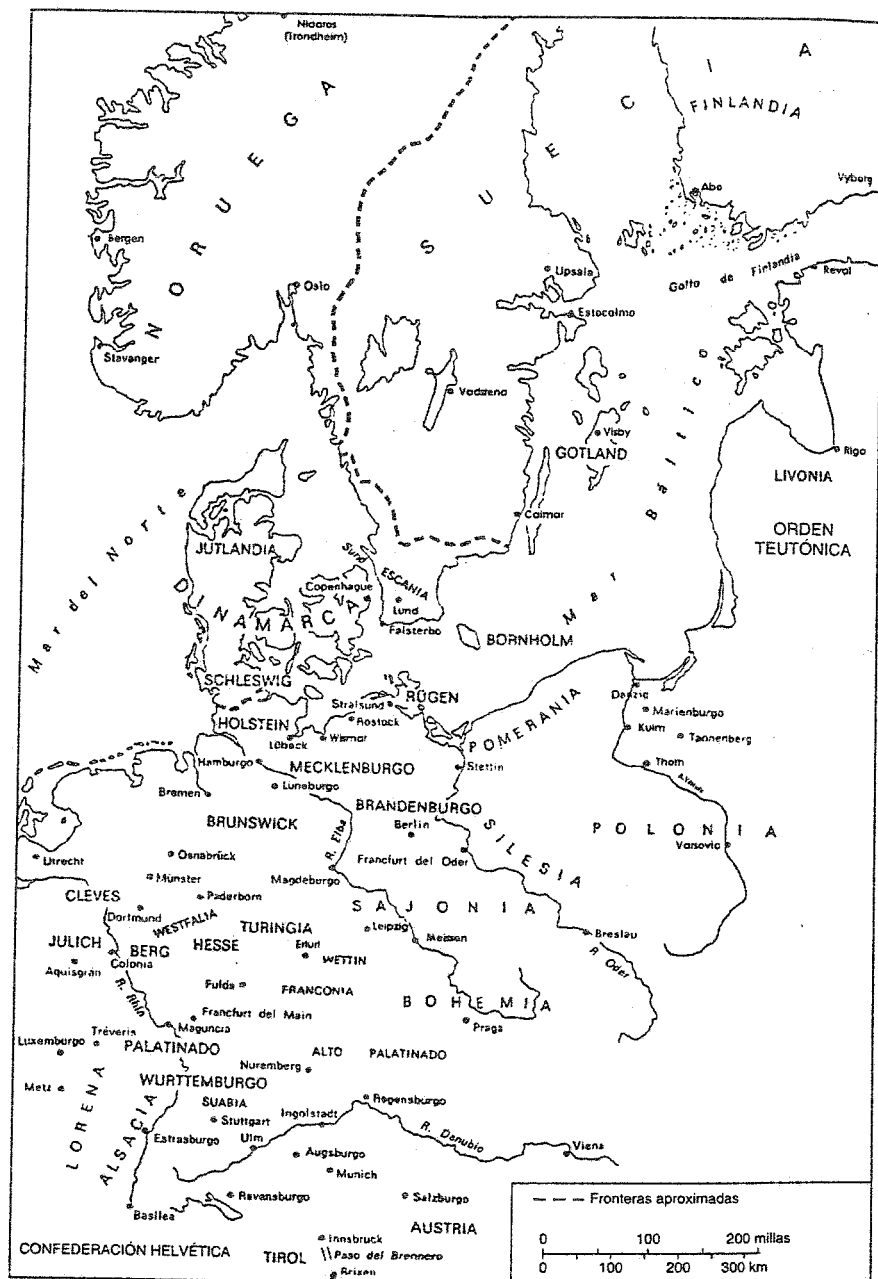 Nidaros
(Trondheim)
NORUEGA
SUECIA
FINLANDIA
Abo
Vyborg
Bergen
Upsala
Golfo de Finlandia
Reval
Oslo
Estocolmo
Stavanger
Vadstena
Visby
GOTLAND
Riga
LIVONIA
Mar Báltico
Calmar
ORDEN
TEUTÓNICA
Mar del Norte
JUTLANDIA
Sund
ESCANIA
Copenhague
Lund
DINAMARCA
Falsterbo
BORNHOLM
SCHLESWIG
RÜGEN
Stralsund
Danzig
HOLSTEIN
Rostock
POMERANIA
Marienburgo
Lübeck
Wismar
Kulm
Tannenberg
Hamburgo
MECKLENBURGO
Stettin
Thorn
Bremen
Luneburgo
BRANDENBURGO
BRUNSWICK
R. Elba
Berlin
SILESIA
POLONIA
Varsovia
Utrecht
Osnabrück
Francfurt del Oder
Münster
Magdeburgo
CLEVES
Paderborn
SAJONIA
Dortmund
WESTFALIA
TURINGIA
Leipzig
Breslau
JULICH
BERG
HESSE
Erfurt
Meissen
R. Oder
Aquisgrán
Colonia
WETTIN
R. Rhin
Fulda
FRANCONIA
BOHEMIA
Francfurt del Main
Praga
Maguncia
Luxemburgo
Tréveris
PALATINADO
ALTO PALATINADO
Nuremberg
Metz
WURTTEMBURGO
LORENA
SUABIA
Regensburgo
ALSACIA
Stuttgart
Ingolstadt
Estrasburgo
Ulm
R. Danubio
Viena
Augsburgo
Munich
Ravansburgo
Salzburgo
Basilea
AUSTRIA
Innsbruck
CONFEDERACIÓN HELVÉTICA
TIROL
Paso del Brennero
Brixen
Fronteras aproximadas
0 100 200 millas
0 100 200 300 km